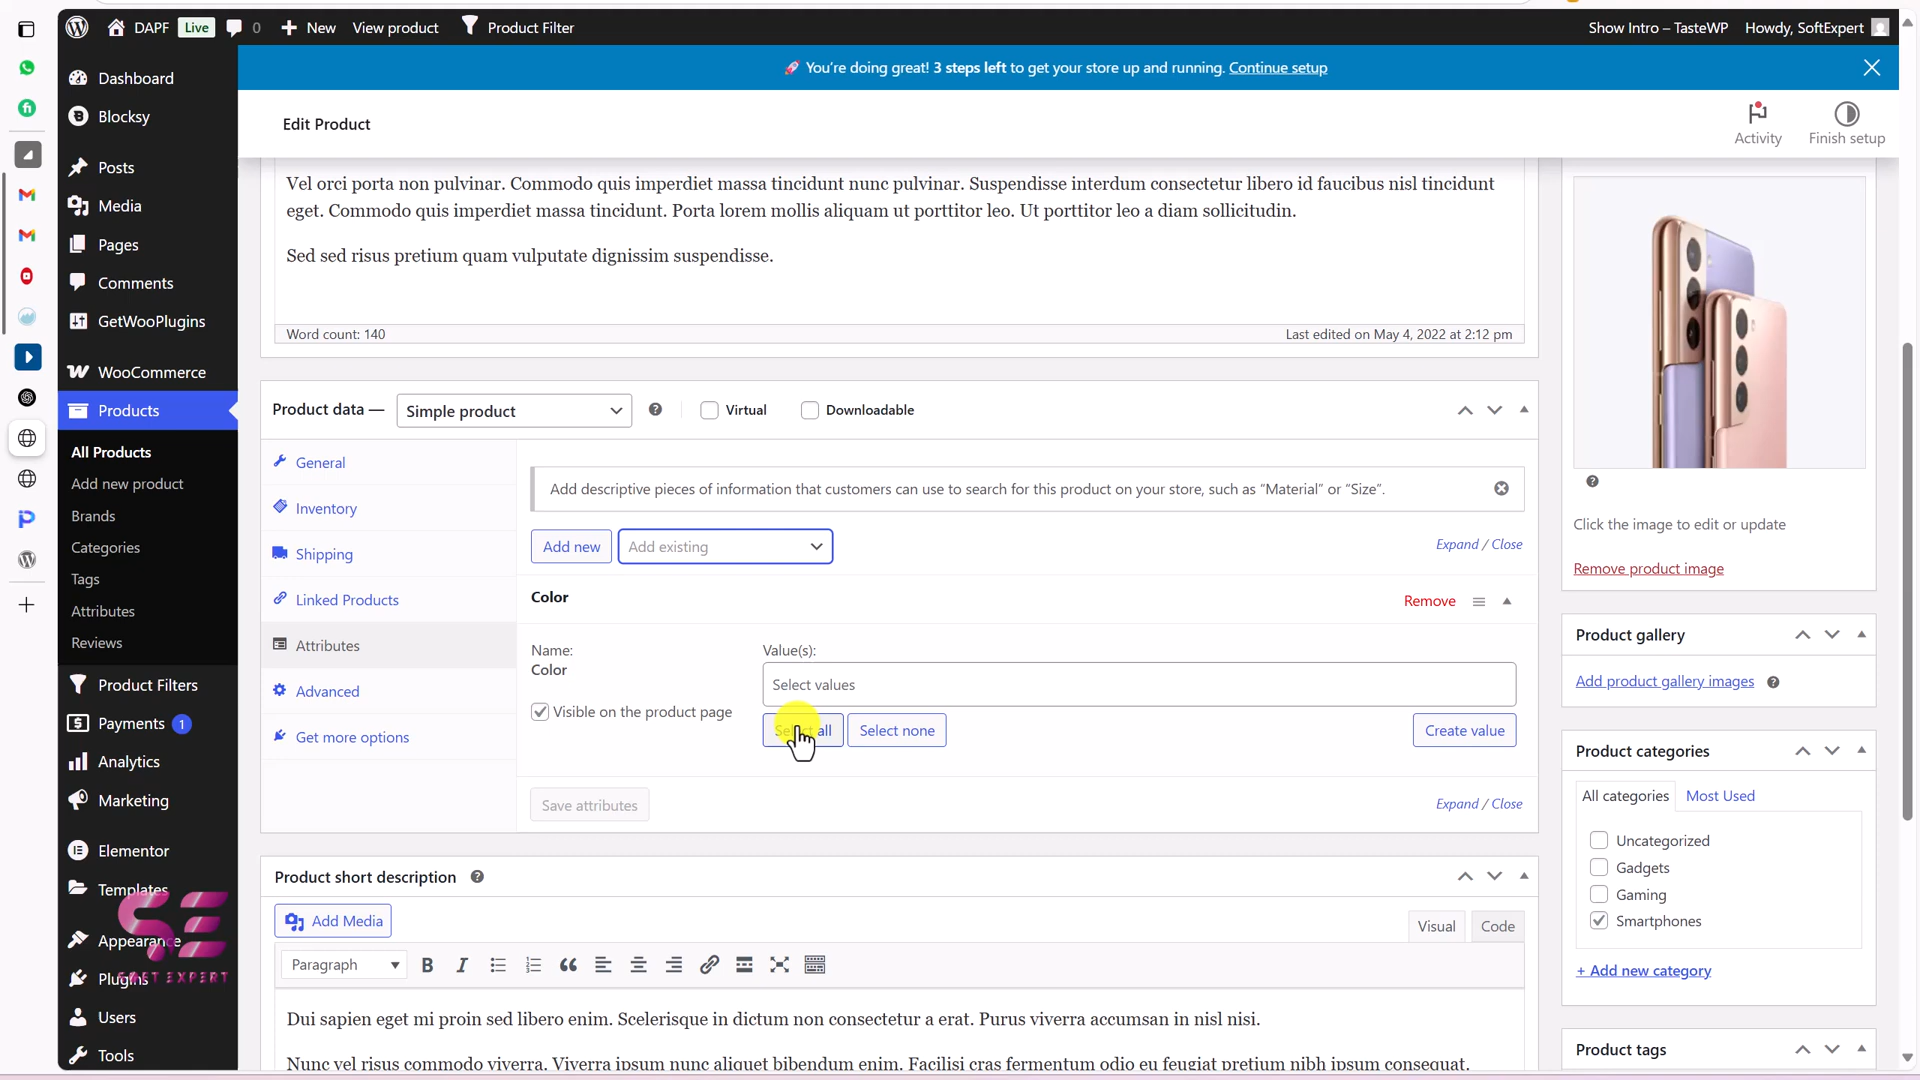 DAPF Live 0 New View product Product Filter Show Intro – TasteWP Howdy, SoftExpert
🚀 You're doing great! 3 steps left to get your store up and running. Continue setup
Edit Product
Activity
Finish setup
Dashboard
Blocksy
Posts
Media
Pages
Comments
GetWooPlugins
WooCommerce
Products
All Products
Add new product
Brands
Categories
Tags
Attributes
Reviews
Product Filters
Payments 1
Analytics
Marketing
Elementor
Templates
Appearance
Plugins
Users
Tools
SOFT EXPERT
Vel orci porta non pulvinar. Commodo quis imperdiet massa tincidunt nunc pulvinar. Suspendisse interdum consectetur libero id faucibus nisl tincidunt
eget. Commodo quis imperdiet massa tincidunt. Porta lorem mollis aliquam ut porttitor leo. Ut porttitor leo a diam sollicitudin.
Sed sed risus pretium quam vulputate dignissim suspendisse.
Word count: 140
Last edited on May 4, 2022 at 2:12 pm
Product data — Simple product Virtual Downloadable
General
Inventory
Shipping
Linked Products
Attributes
Advanced
Get more options
Add descriptive pieces of information that customers can use to search for this product on your store, such as "Material" or "Size".
Add new Add existing Expand / Close
Color Remove
Name:
Color
Visible on the product page
Value(s):
Select values
Select all Select none Create value
Save attributes Expand / Close
Product short description
Add Media
Visual Code
Paragraph
Dui sapien eget mi proin sed libero enim. Scelerisque in dictum non consectetur a erat. Purus viverra accumsan in nisl nisi.
Nunc vel risus commodo viverra. Viverra ipsum nunc aliquet bibendum enim. Facilisi cras fermentum odio eu feugiat pretium nibh ipsum consequat.
Click the image to edit or update
Remove product image
Product gallery
Add product gallery images
Product categories
All categories Most Used
Uncategorized
Gadgets
Gaming
Smartphones
+ Add new category
Product tags